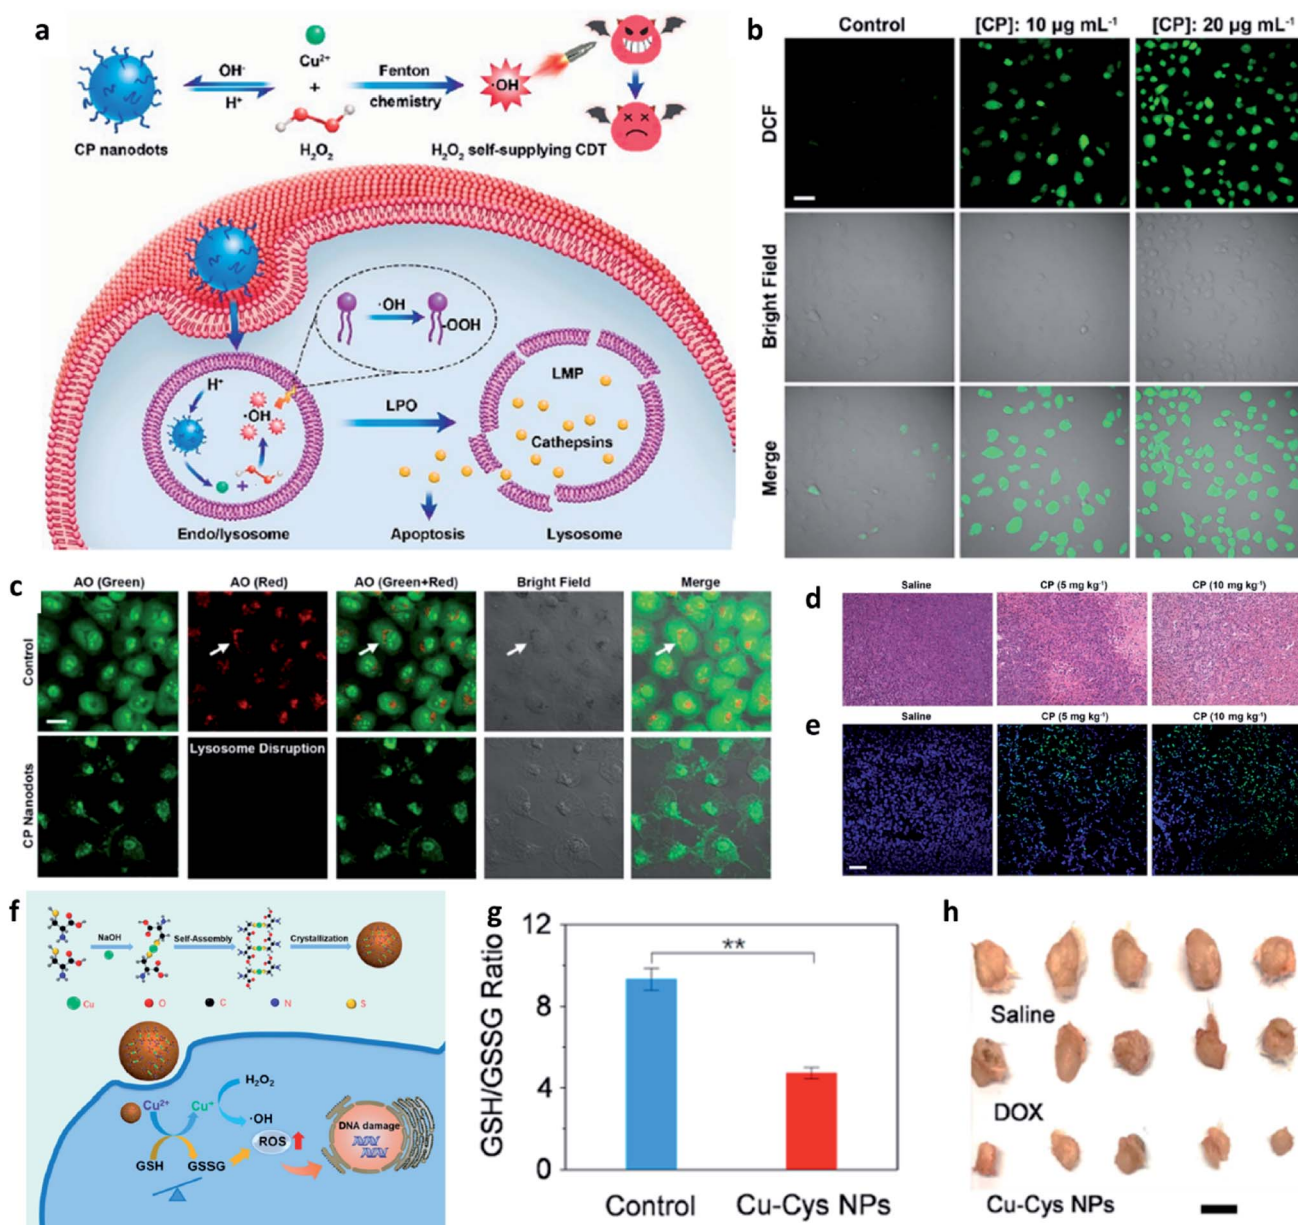 a
OH⁻
H⁺
CP nanodots
Cu²⁺
+
H₂O₂
Fenton
chemistry
·OH
H₂O₂ self-supplying CDT
·OH
-OOH
H⁺
·OH
+
Endo/lysosome
LPO
Apoptosis
LMP
Cathepsins
Lysosome
b
Control
[CP]: 10 µg mL⁻¹
[CP]: 20 µg mL⁻¹
DCF
Bright Field
Merge
c
AO (Green)
AO (Red)
AO (Green+Red)
Bright Field
Merge
Control
CP Nanodots
Lysosome Disruption
d
Saline
CP (5 mg kg⁻¹)
CP (10 mg kg⁻¹)
e
Saline
CP (5 mg kg⁻¹)
CP (10 mg kg⁻¹)
f
NaOH
Self-Assembly
Crystallization
Cu
O
C
N
S
Cu²⁺
Cu⁺
H₂O₂
·OH
ROS
GSH
GSSG
DNA damage
g
GSH/GSSG Ratio
12
8
4
0
**
Control
Cu-Cys NPs
h
Saline
DOX
Cu-Cys NPs